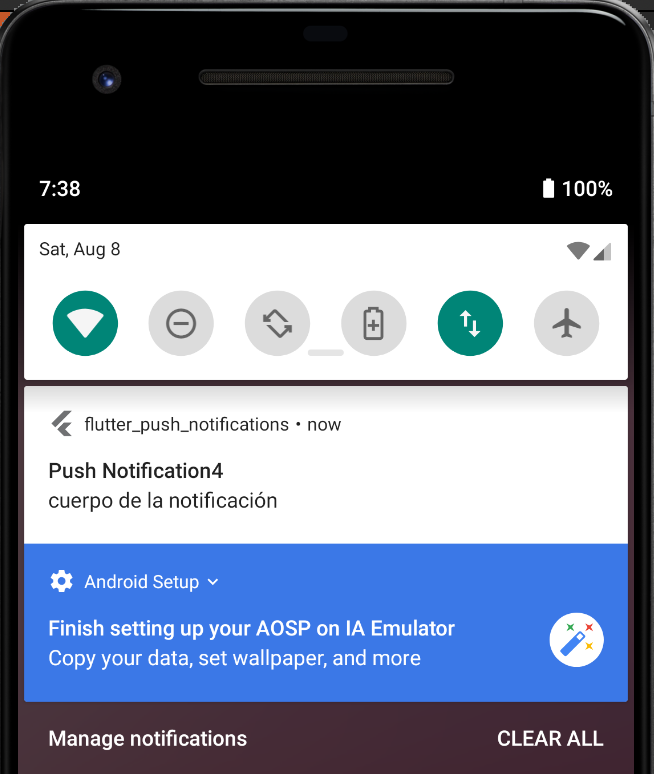 7:38
100%
Sat, Aug 8
flutter_push_notifications • now
Push Notification4
cuerpo de la notificación
Android Setup
Finish setting up your AOSP on IA Emulator
Copy your data, set wallpaper, and more
Manage notifications
CLEAR ALL